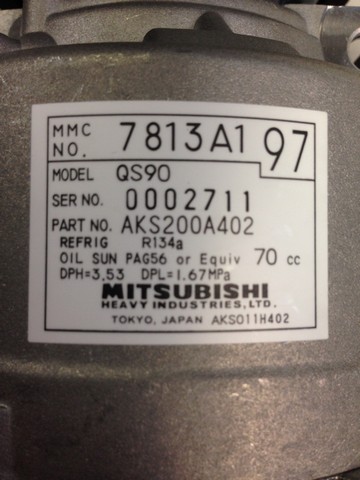 MMC NO. 7813A1 97
MODEL QS90
SER NO. 0002711
PART NO. AKS200A402
REFRIG R134a
OIL SUN PAG56 or Equiv 70 cc
DPH=3.53 DPL=1.67MPa
MITSUBISHI
HEAVY INDUSTRIES, LTD.
TOKYO, JAPAN AKS011H402